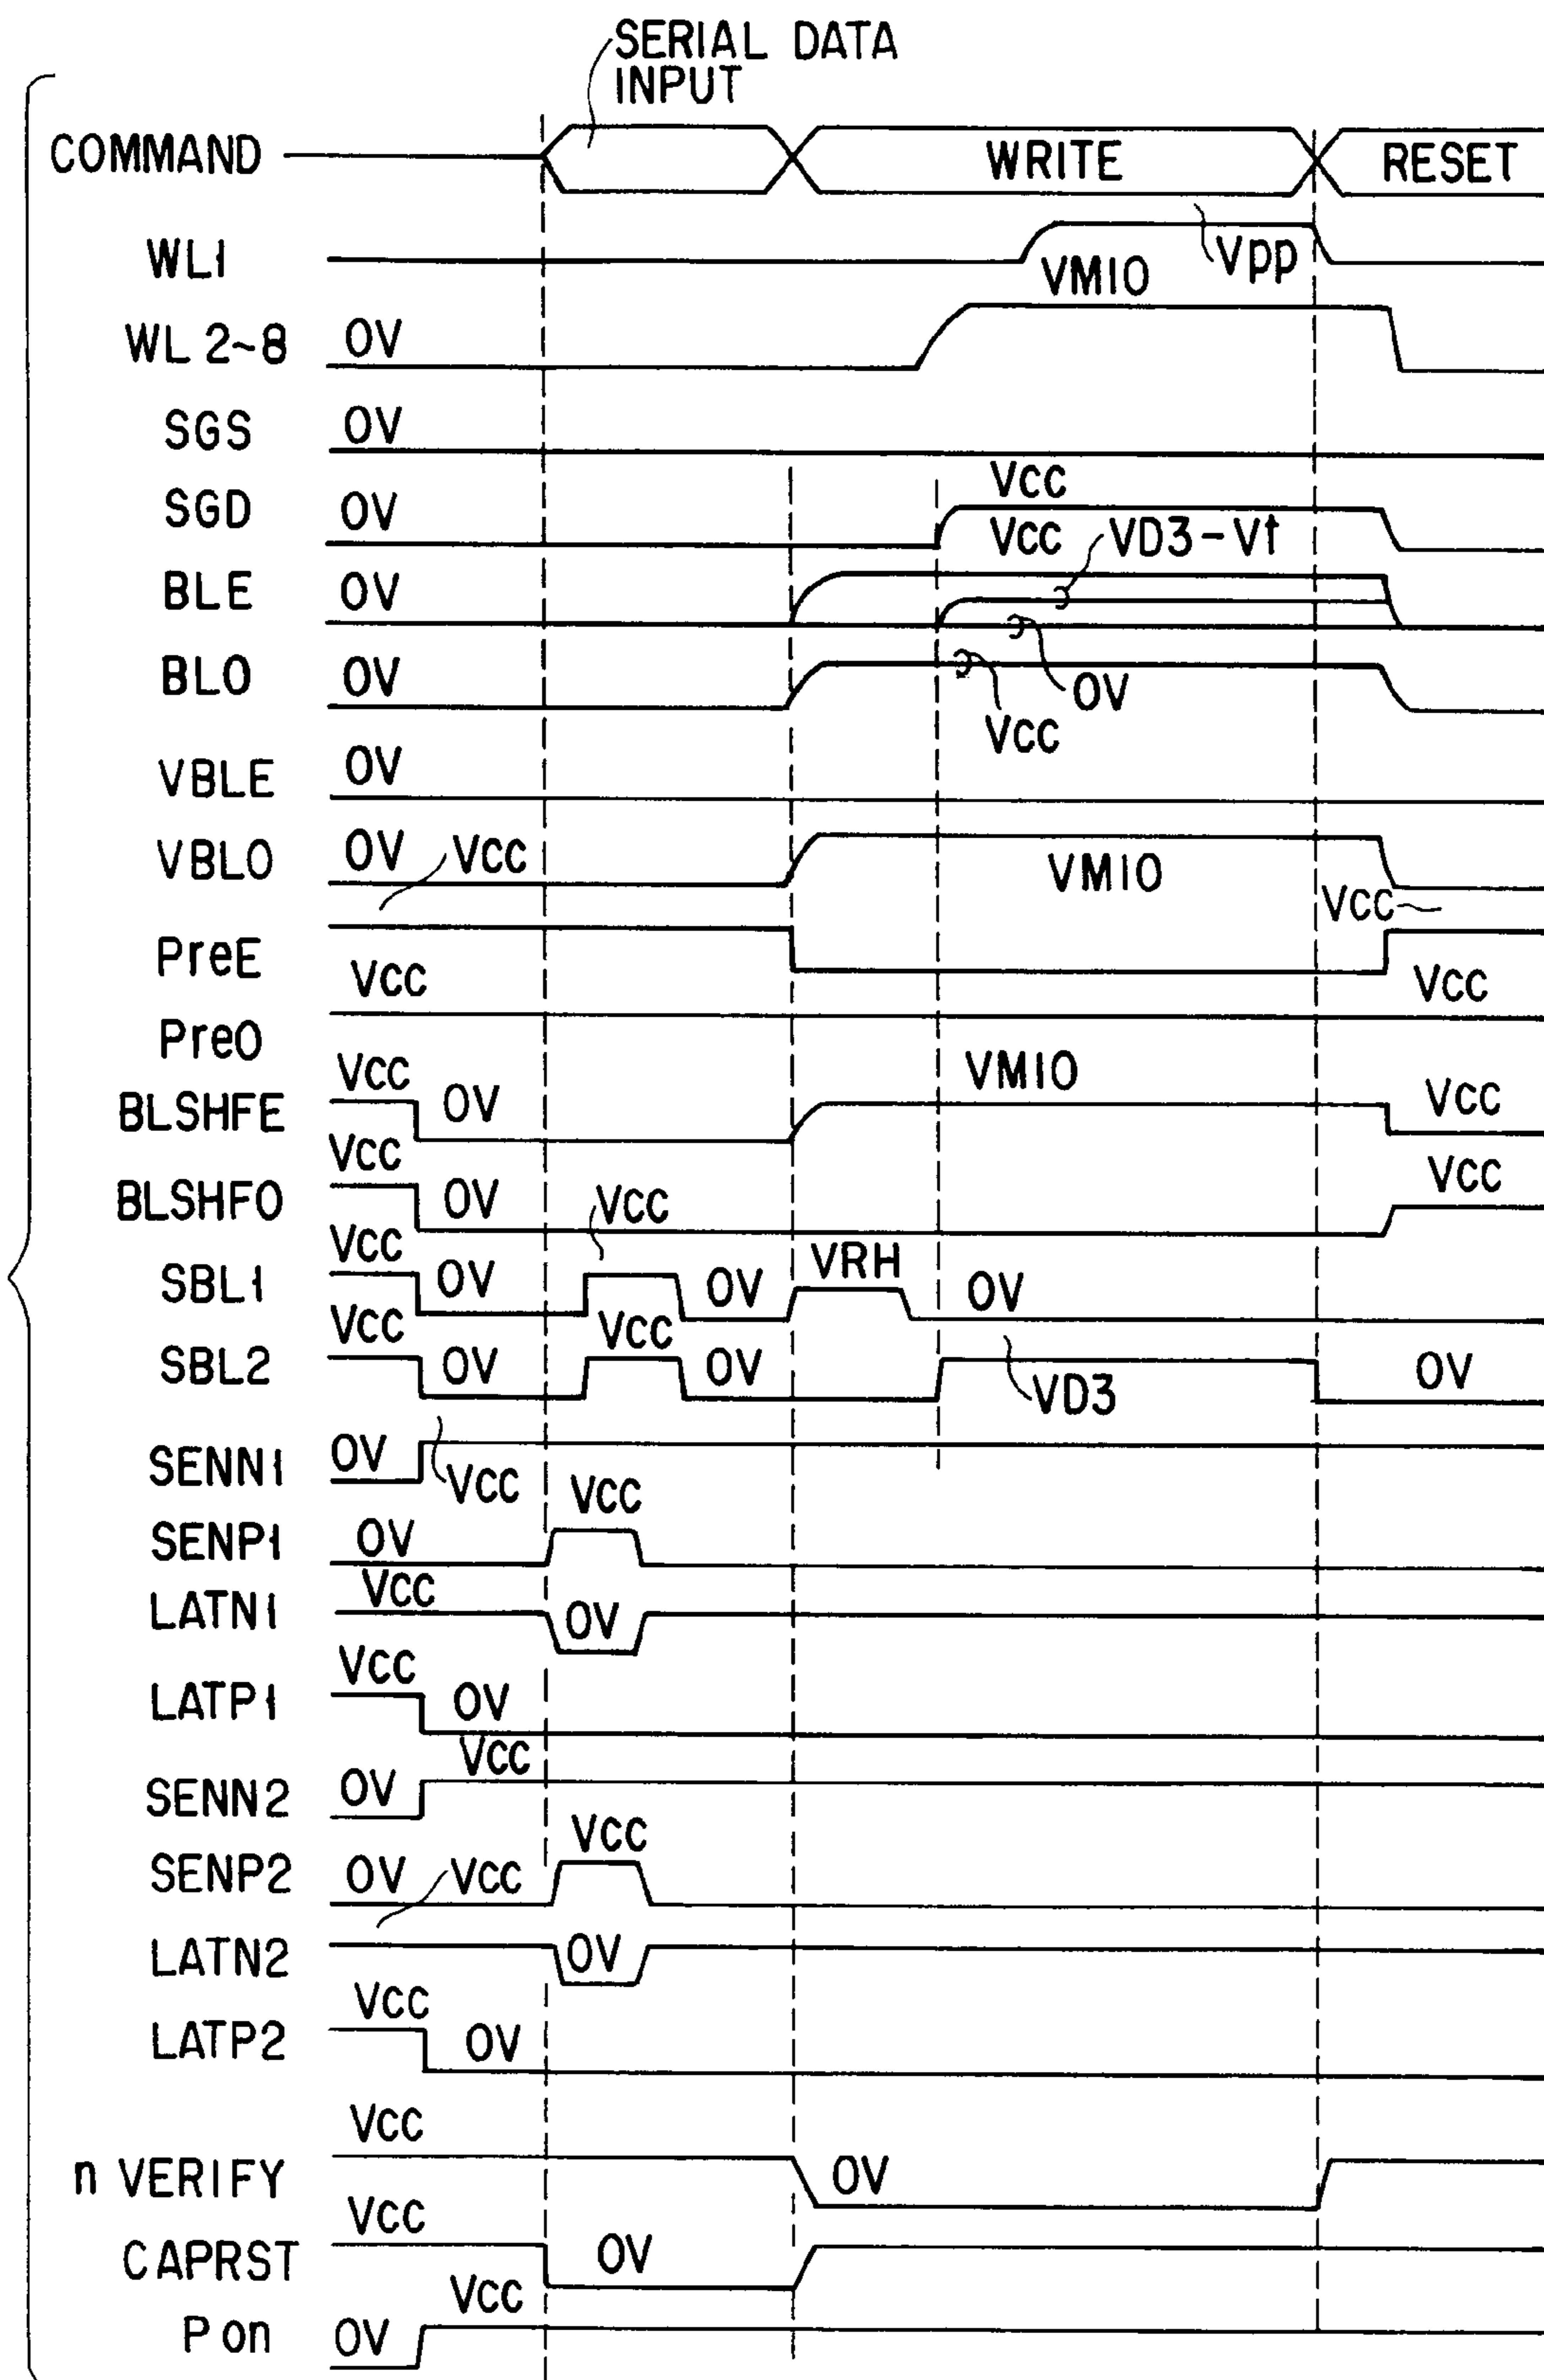 SERIAL DATA
INPUT
COMMAND WRITE RESET
WL1 Vpp
VM10
WL 2~8 0V
SGS 0V
Vcc
SGD 0V
Vcc VD3-Vt
BLE 0V
BLO 0V 0V
Vcc
VBLE 0V
VBLO 0V Vcc VM10
Vcc
PreE
Vcc Vcc
PreO
Vcc VM10
BLSHFE 0V Vcc
Vcc
BLSHFO 0V Vcc Vcc
Vcc VRH
SBL1 0V 0V 0V
Vcc Vcc
SBL2 0V 0V 0V
VD3
SENN1 0V
Vcc Vcc
SENP1 0V
Vcc
LATN1 0V
Vcc
LATP1 0V
Vcc
SENN2 0V
Vcc
SENP2 0V Vcc
LATN2 0V
Vcc
LATP2 0V
Vcc
n VERIFY 0V
Vcc
CAPRST 0V
Vcc
P on 0V